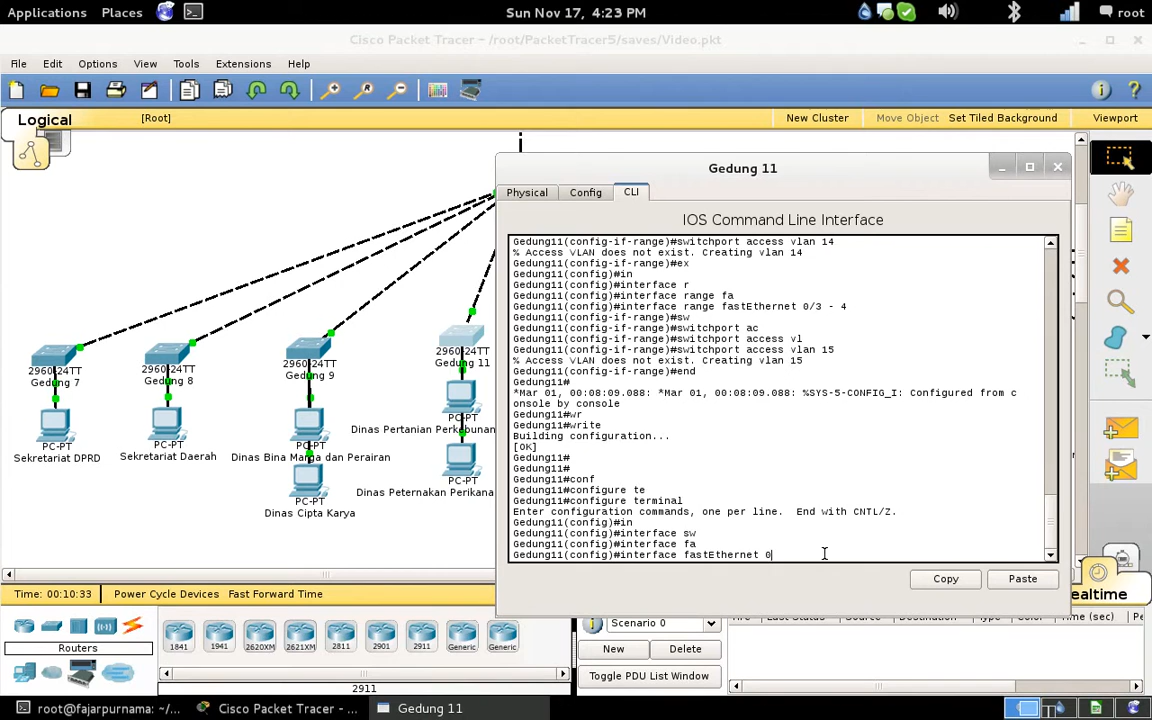 Applications Places Sun Nov 17, 4:23 PM root
Cisco Packet Tracer – /root/PacketTracer5/saves/Video.pkt
File Edit Options View Tools Extensions Help
Logical [Root] New Cluster Move Object Set Tiled Background Viewport
Gedung 11
Physical Config CLI
IOS Command Line Interface
Gedung11(config-if-range)#switchport access vlan 14
% Access VLAN does not exist. Creating vlan 14
Gedung11(config-if-range)#ex
Gedung11(config)#in
Gedung11(config)#interface r
Gedung11(config)#interface range fa
Gedung11(config)#interface range fastEthernet 0/3 - 4
Gedung11(config-if-range)#sw
Gedung11(config-if-range)#switchport ac
Gedung11(config-if-range)#switchport access vl
Gedung11(config-if-range)#switchport access vlan 15
% Access VLAN does not exist. Creating vlan 15
Gedung11(config-if-range)#end
Gedung11#
*Mar 01, 00:08:09.088: *Mar 01, 00:08:09.088: %SYS-5-CONFIG_I: Configured from c
onsole by console
Gedung11#wr
Gedung11#write
Building configuration...
[OK]
Gedung11#
Gedung11#
Gedung11#conf
Gedung11#configure te
Gedung11#configure terminal
Enter configuration commands, one per line. End with CNTL/Z.
Gedung11(config)#in
Gedung11(config)#interface sw
Gedung11(config)#interface fa
Gedung11(config)#interface fastEthernet 0
Copy Paste
2960-24TT
Gedung 7
2960-24TT
Gedung 8
2960-24TT
Gedung 9
2960-24TT
Gedung 11
PC-PT
Sekretariat DPRD
PC-PT
Sekretariat Daerah
PC-PT
Dinas Bina Marga dan Perairan
PC-PT
Dinas Cipta Karya
PC-PT
Dinas Pertanian Perkebunan
PC-PT
Dinas Peternakan Perikana
Time: 00:10:33 Power Cycle Devices Fast Forward Time
ealtime
Routers
1841 1941 2620XM 2621XM 2811 2901 2911 Generic Generic
2911
Scenario 0
New Delete
Toggle PDU List Window
Fire Last Status Source Destination Type Color Time (sec)
root@fajarpurnama: ~/... Cisco Packet Tracer - ... Gedung 11